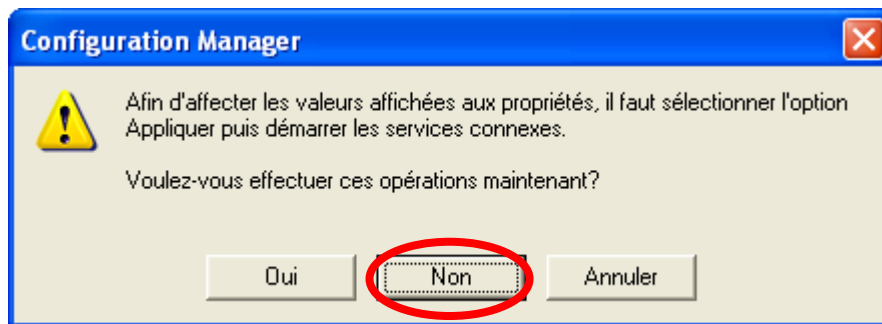 Configuration Manager
Afin d'affecter les valeurs affichées aux propriétés, il faut sélectionner l'option
Appliquer puis démarrer les services connexes.
Voulez-vous effectuer ces opérations maintenant?
Oui Non Annuler